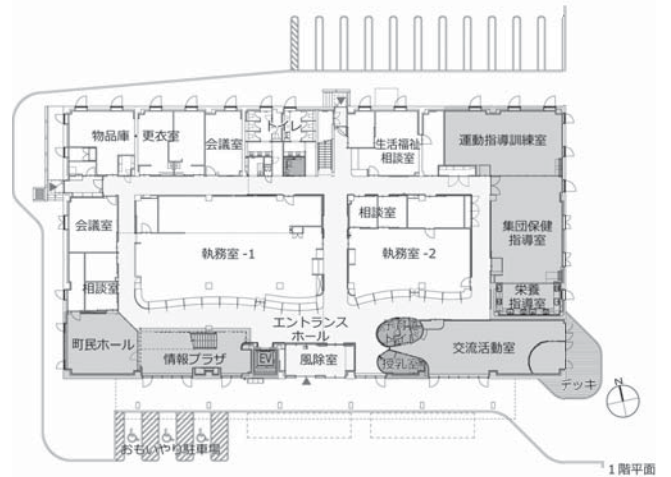 物品庫・更衣室
会議室
トイレ
生活福祉
相談室
運動指導訓練室
会議室
執務室 -1
相談室
執務室 -2
集団保健
指導室
相談室
栄養
指導室
エントランス
ホール
町民ホール
情報プラザ
EV
風除室
授乳室
交流活動室
デッキ
N
おもいやり駐車場
1階平面